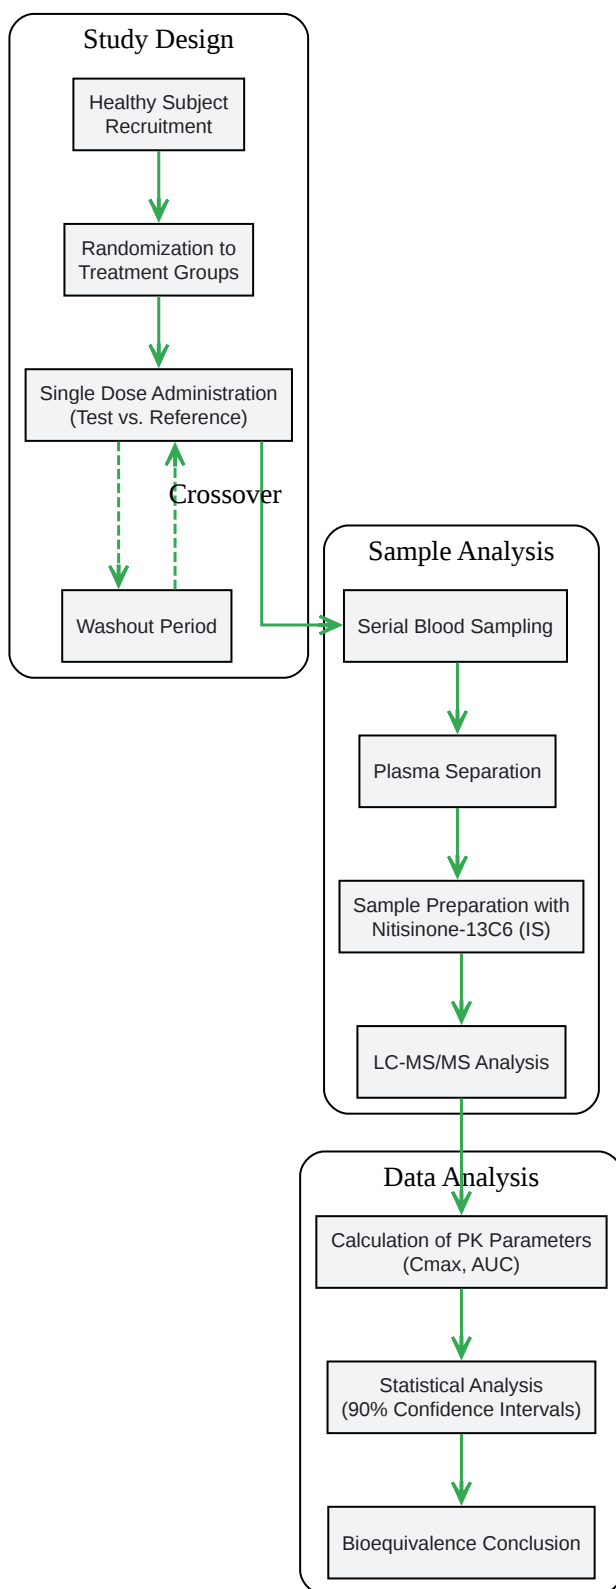 Study Design
Healthy Subject
Recruitment
Randomization to
Treatment Groups
Single Dose Administration
(Test vs. Reference)
Crossover
Washout Period
Sample Analysis
Serial Blood Sampling
Plasma Separation
Sample Preparation with
Nitisinone-13C6 (IS)
LC-MS/MS Analysis
Data Analysis
Calculation of PK Parameters
(Cmax, AUC)
Statistical Analysis
(90% Confidence Intervals)
Bioequivalence Conclusion